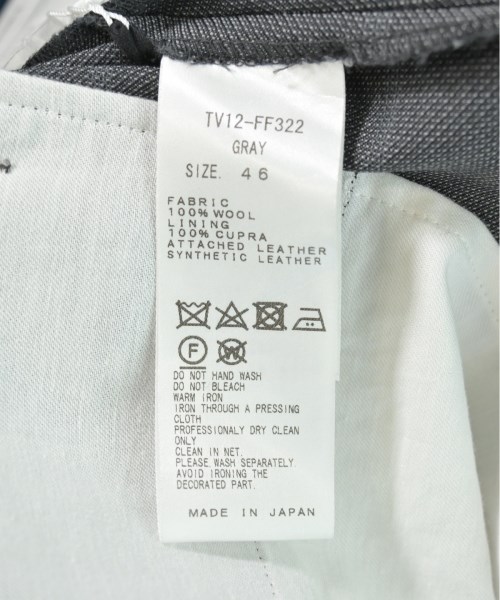 TV12-FF322
GRAY
SIZE. 46
FABRIC
100% WOOL
LINING
100% CUPRA
ATTACHED LEATHER
SYNTHETIC LEATHER
F W
DO NOT HAND WASH
DO NOT BLEACH
WARM IRON
IRON THROUGH A PRESSING
CLOTH
PROFESSIONALY DRY CLEAN
ONLY
CLEAN IN NET.
PLEASE WASH SEPARATELY
AVOID IRONING THE
DECORATED PART.
MADE IN JAPAN